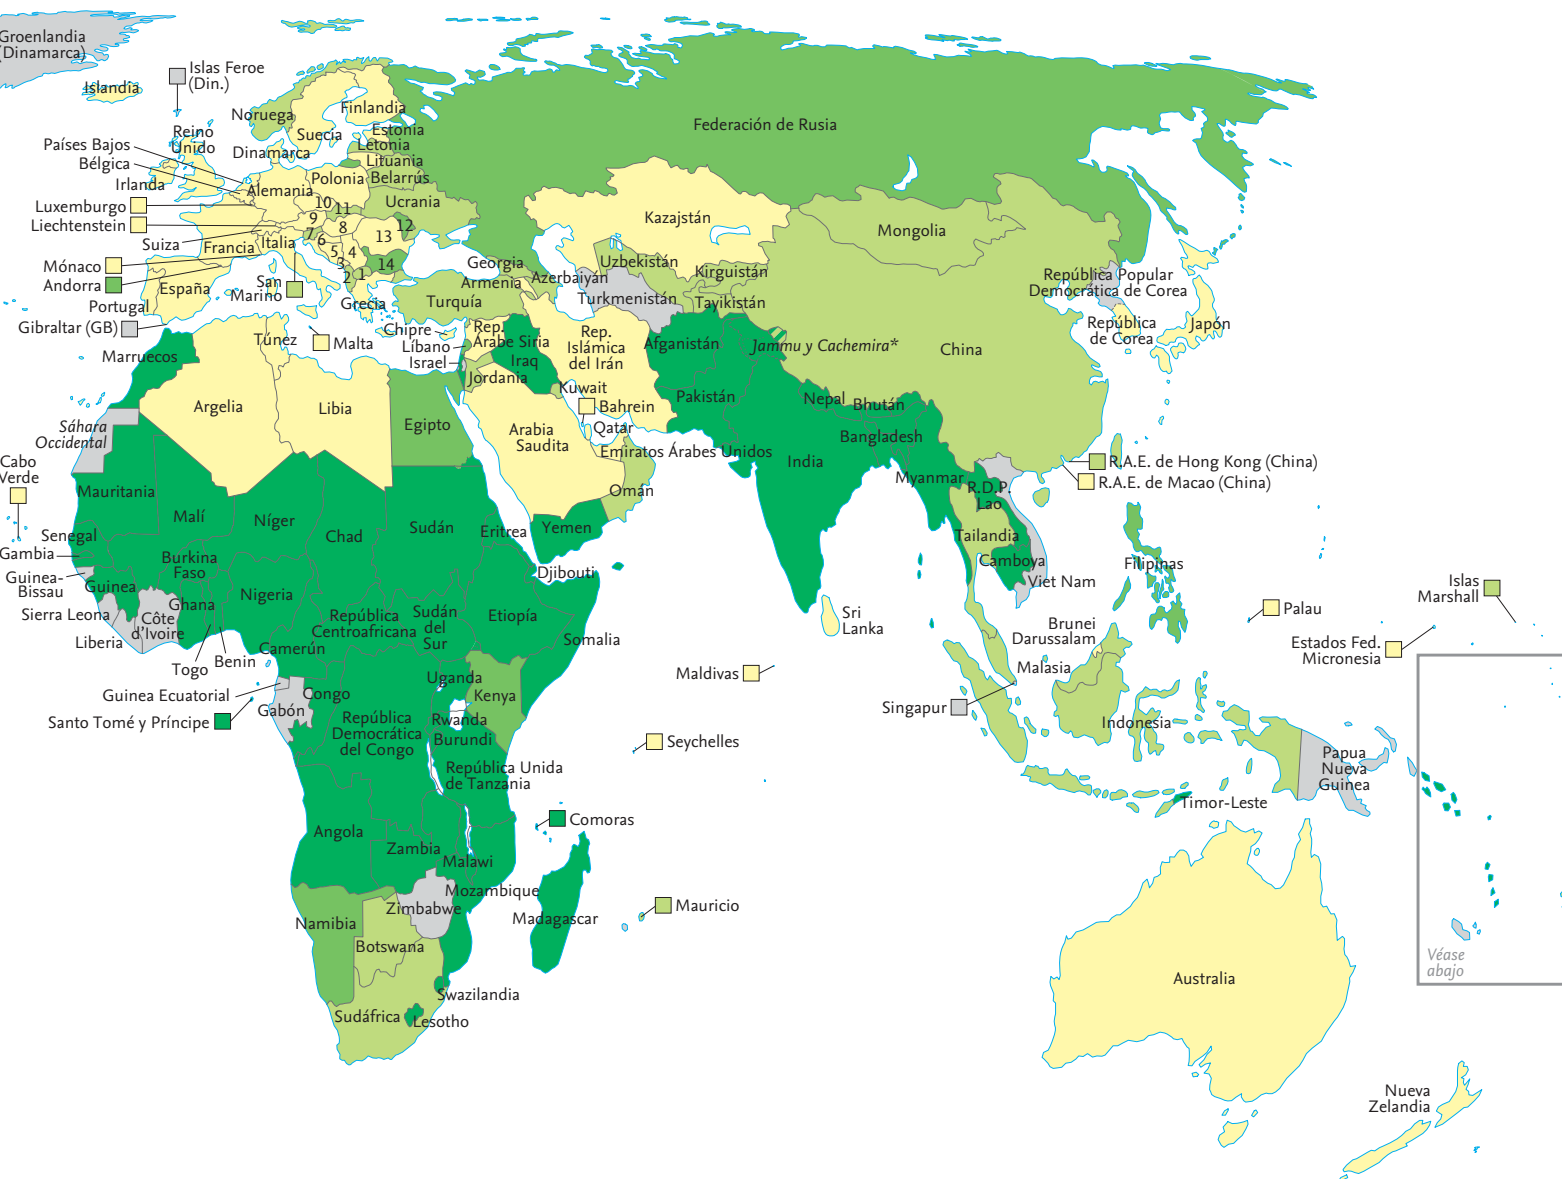 Groenlandia
(Dinamarca)
Islandia
Islas Feroe
(Din.)
Noruega
Finlandia
Suecia
Estonia
Letonia
Lituania
Belarrús
Reino
Unido
Dinamarca
Países Bajos
Bélgica
Irlanda
Luxemburgo
Liechtenstein
Suiza
Mónaco
Andorra
Portugal
Gibraltar (GB)
Alemania
Polonia
Ucrania
Francia
Italia
España
San
Marino
Grecia
10
11
9
8
7
6
5
4
3
2
1
12
13
14
Malta
Túnez
Marruecos
Federación de Rusia
Kazajstán
Mongolia
Georgia
Armenia
Azerbaiyán
Turquía
Uzbekistán
Turkmenistán
Kirguistán
Tayikistán
Chipre
Líbano
Israel
Rep.
Árabe Siria
Iraq
Jordania
Rep.
Islámica
del Irán
Afganistán
Jammu y Cachemira*
China
República Popular
Democrática de Corea
República
de Corea
Japón
Kuwait
Bahrein
Qatar
Emiratos Árabes Unidos
Arabia
Saudita
Omán
Yemen
Pakistán
Nepal
Bhután
Bangladesh
India
Myanmar
R.D.P.
Lao
Tailandia
Camboya
Viet Nam
R.A.E. de Hong Kong (China)
R.A.E. de Macao (China)
Filipinas
Sri
Lanka
Maldivas
Brunei
Darussalam
Malasia
Singapur
Indonesia
Palau
Islas
Marshall
Estados Fed.
Micronesia
Papua
Nueva
Guinea
Timor-Leste
Australia
Nueva
Zelandia
Véase
abajo
Argelia
Libia
Egipto
Sáhara
Occidental
Cabo
Verde
Mauritania
Malí
Níger
Chad
Sudán
Eritrea
Djibouti
Senegal
Gambia
Guinea-
Bissau
Guinea
Sierra Leona
Liberia
Côte
d’Ivoire
Burkina
Faso
Ghana
Togo
Benin
Nigeria
Camerún
República
Centroafricana
Sudán
del
Sur
Etiopía
Somalia
Guinea Ecuatorial
Santo Tomé y Príncipe
Gabón
Congo
República
Democrática
del Congo
Uganda
Kenya
Rwanda
Burundi
República Unida
de Tanzania
Seychelles
Comoras
Angola
Zambia
Malawi
Mozambique
Madagascar
Mauricio
Zimbabwe
Namibia
Botswana
Swazilandia
Sudáfrica
Lesotho